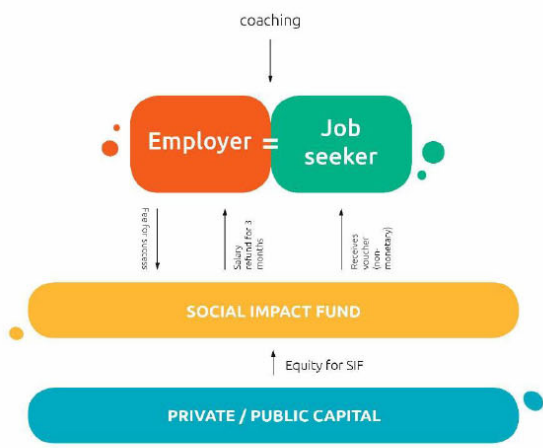 coaching
Employer
=
Job
seeker
Fee for success
Salary
refund for 3
months
Receives
voucher
(non-
monetary)
SOCIAL IMPACT FUND
Equity for SIF
PRIVATE / PUBLIC CAPITAL